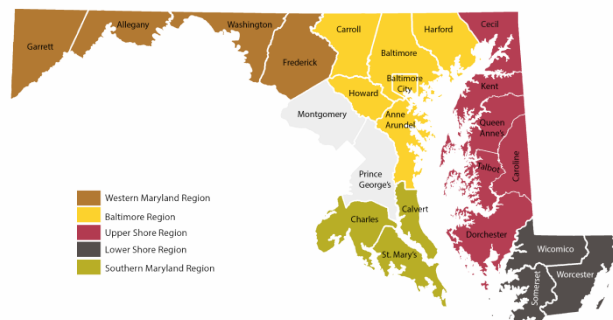 Garrett
Allegany
Washington
Frederick
Carroll
Baltimore
Harford
Cecil
Baltimore
City
Howard
Anne
Arundel
Kent
Queen
Anne's
Montgomery
Talbot
Caroline
Prince
George's
Charles
Calvert
St. Mary's
Dorchester
Wicomico
Somerset
Worcester
Western Maryland Region
Baltimore Region
Upper Shore Region
Lower Shore Region
Southern Maryland Region